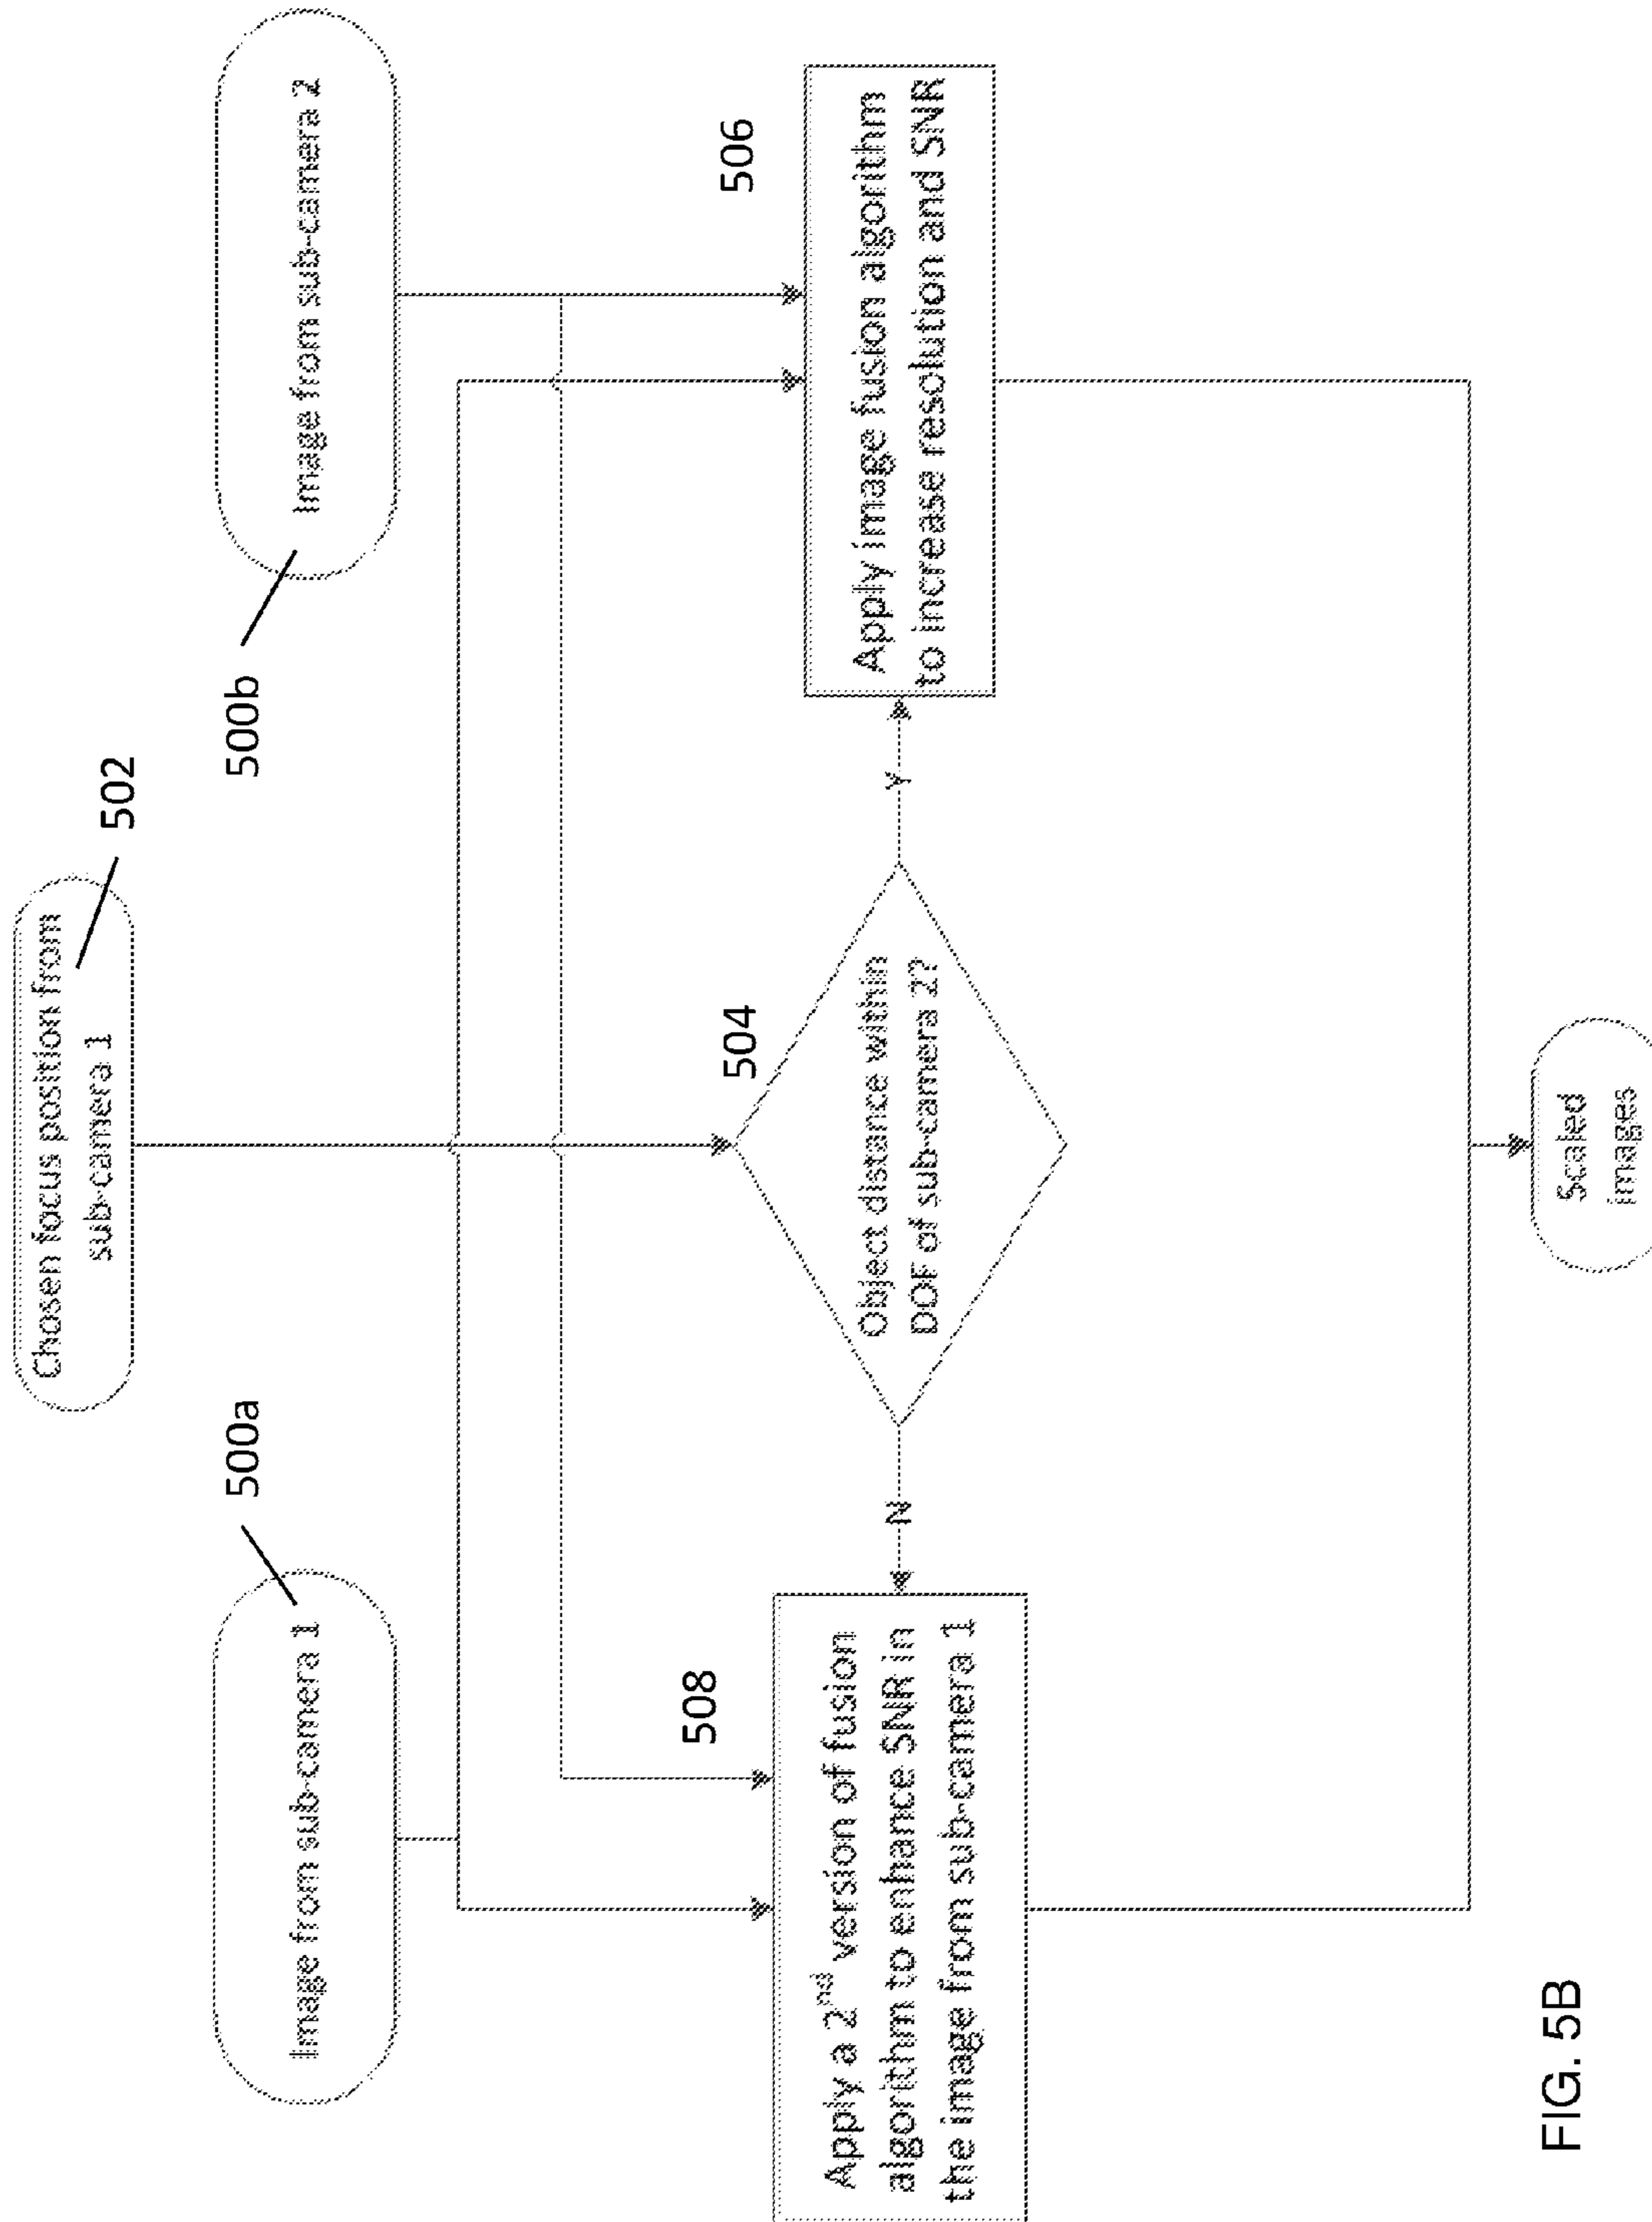 Chosen focus position from
sub-camera 1
502
500a
Image from sub-camera 1
500b
Image from sub-camera 2
508
Apply a 2nd version of fusion
algorithm to enhance SNR in
the image from sub-camera 1
N
504
Object distance within
DOF of sub-camera 2?
Y
506
Apply image fusion algorithm
to increase resolution and SNR
Scaled
images
FIG. 5B